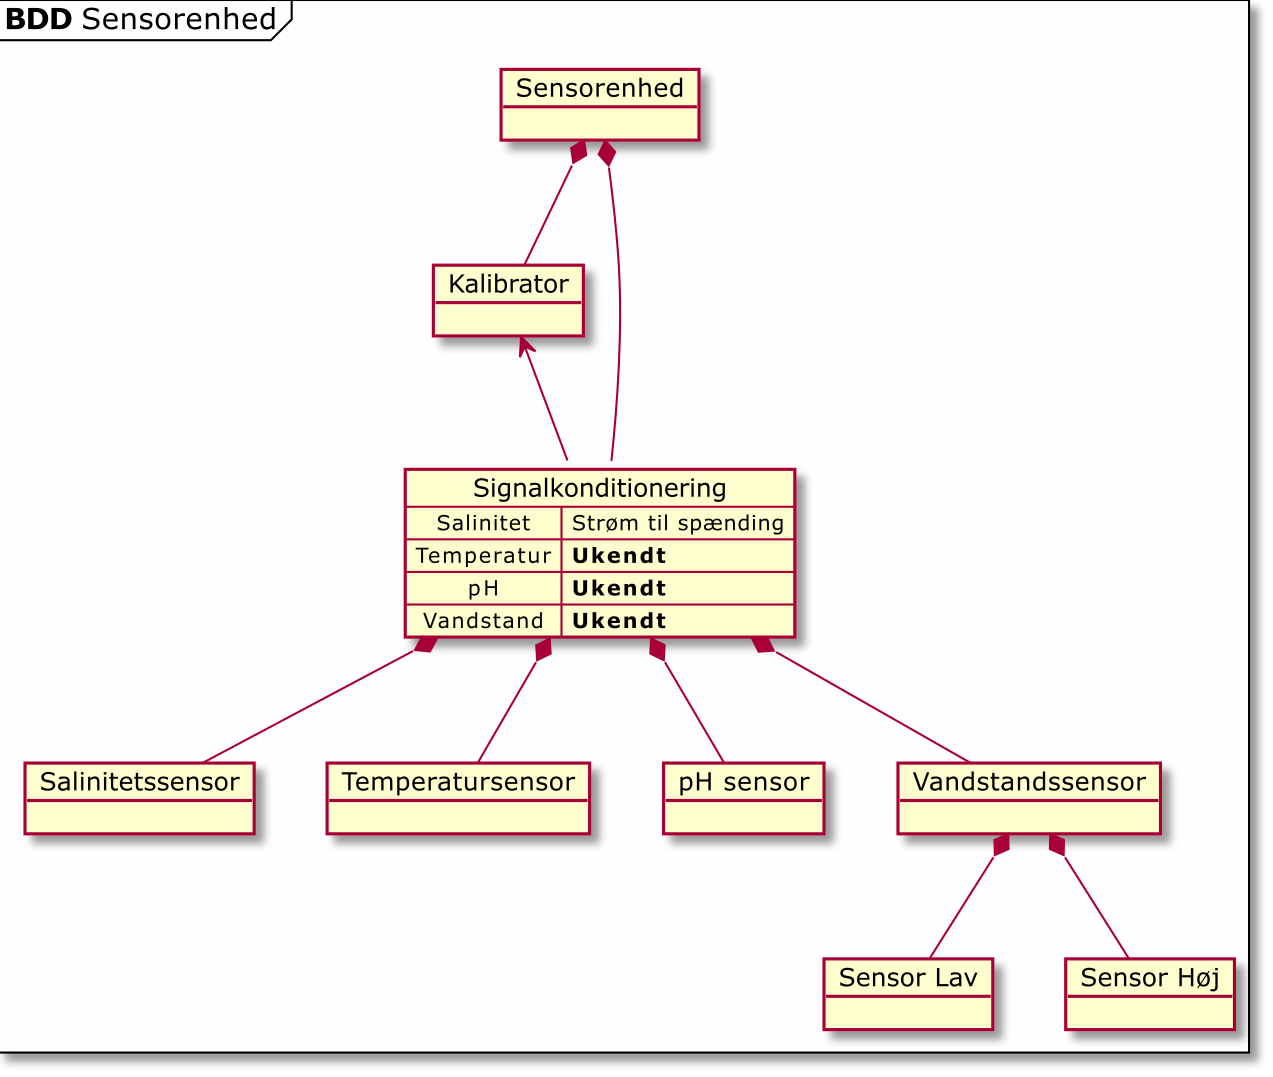 BDD Sensorenhed
Sensorenhed
Kalibrator
Signalkonditionering
Salinitet Strøm til spænding
Temperatur Ukendt
pH Ukendt
Vandstand Ukendt
Salinitetssensor
Temperatursensor
pH sensor
Vandstandssensor
Sensor Lav
Sensor Høj